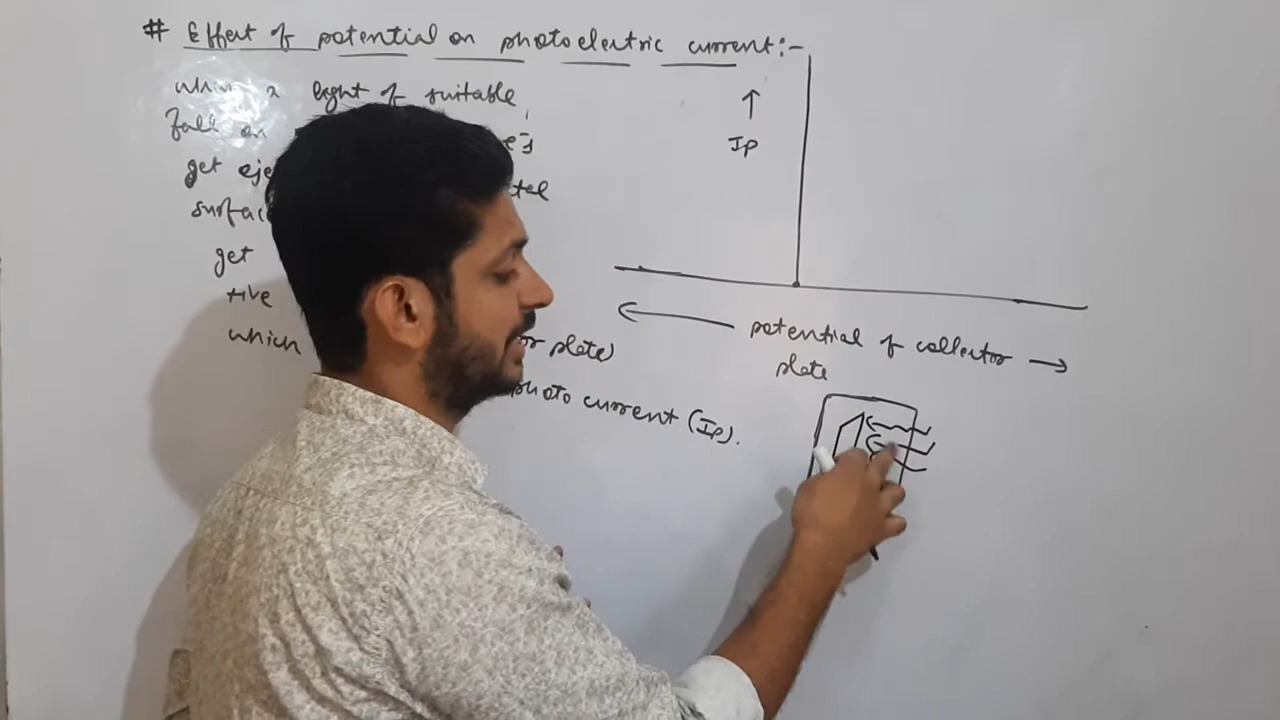 # Effect of potential on photoelectric current:-
when a light of suitable
fall on e's
get eje
surfac
get
+ive
which or plate)
photo current (Ip).
↑
Ip
← potential of collector →
plate